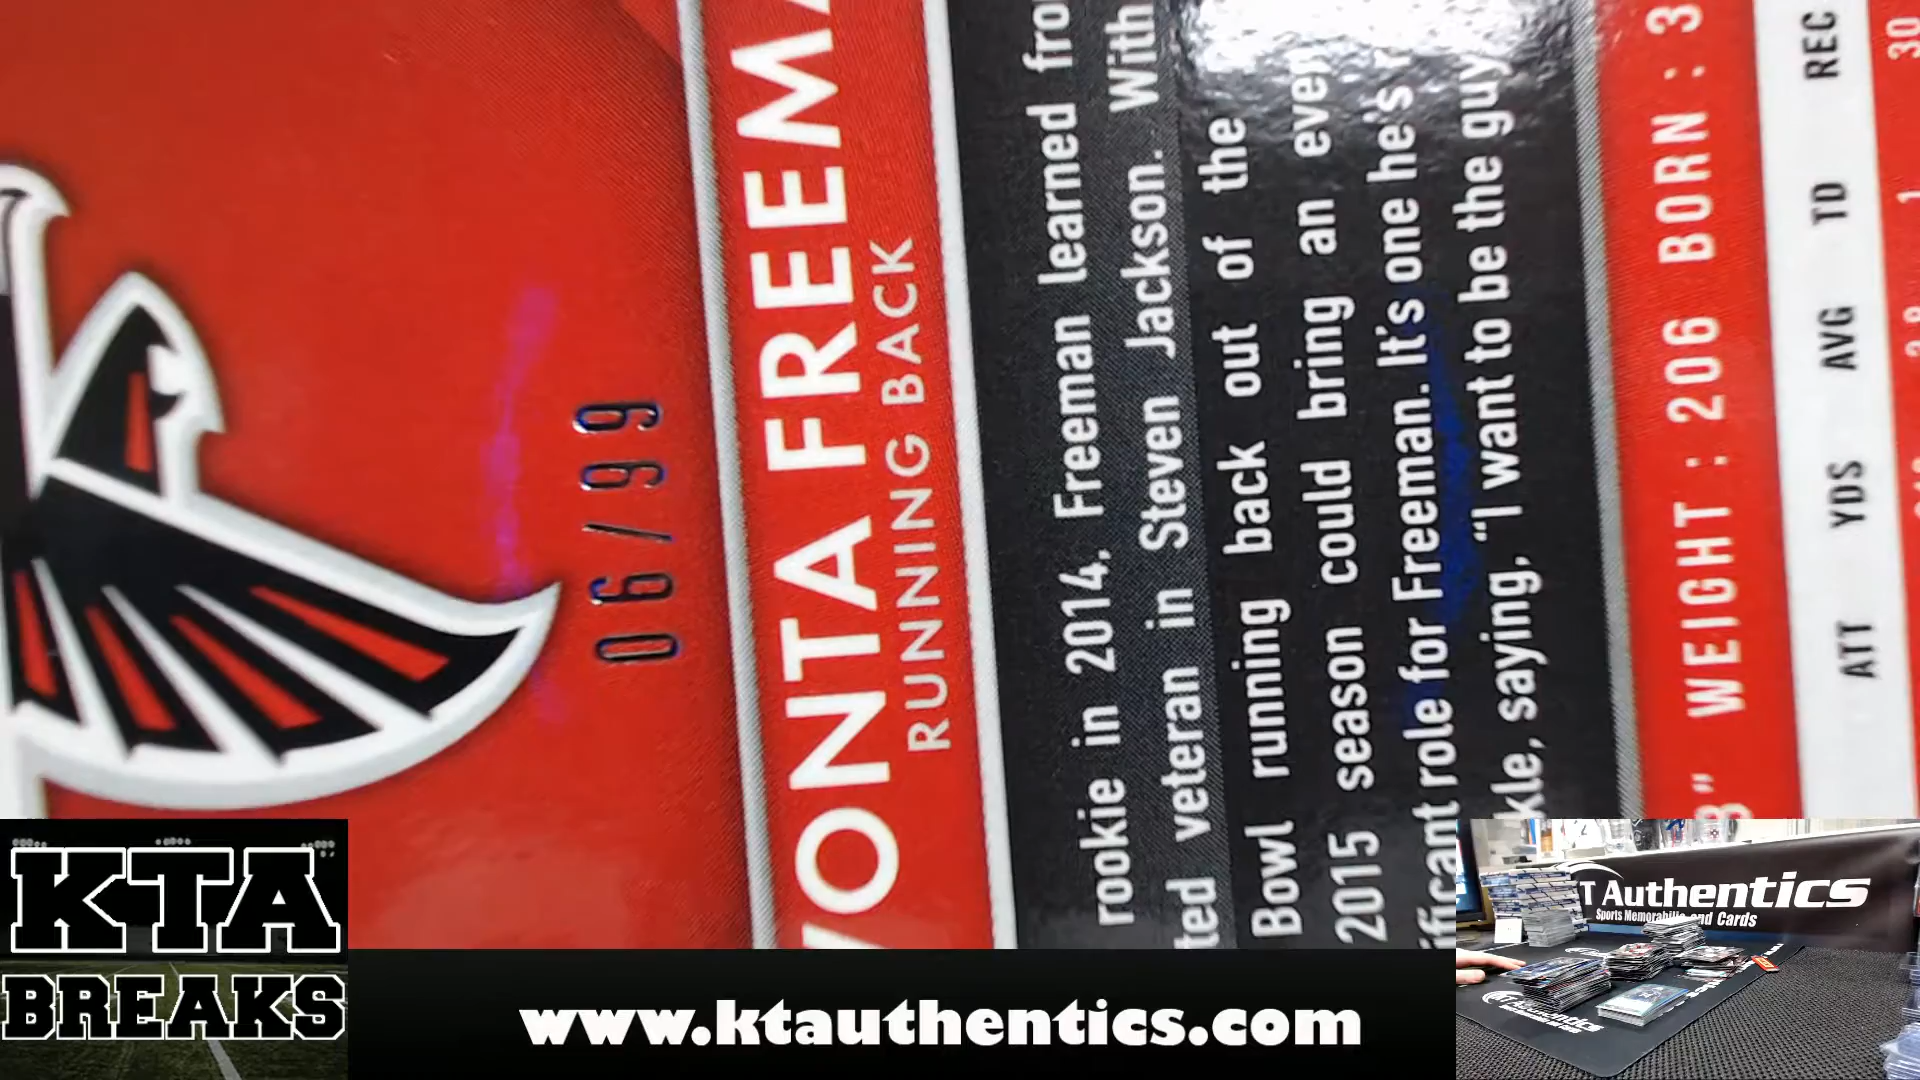 06/99
VONTA FREEMA
RUNNING BACK
rookie in 2014, Freeman learned from
ted veteran in Steven Jackson. With
Bowl running back out of the
2015 season could bring an even
ificant role for Freeman. It's one he's
kle, saying, "I want to be the guy
WEIGHT : 206 BORN : 3
ATT YDS AVG TD REC
1 30
KTA
BREAKS
www.ktauthentics.com
T Authentics
Sports Memorabilia and Cards